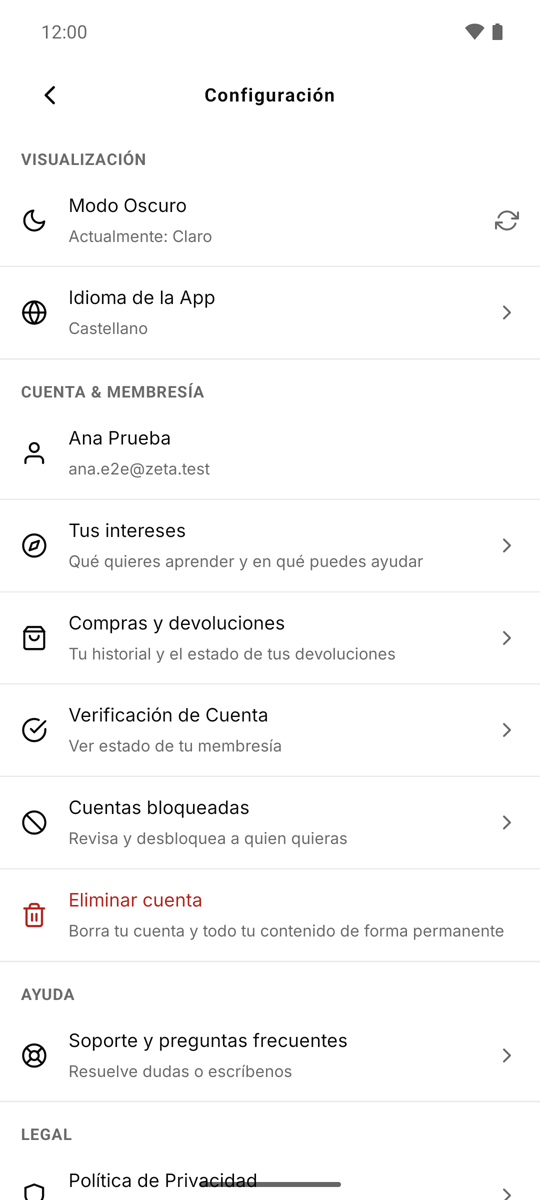 12:00
Configuración
VISUALIZACIÓN
Modo Oscuro
Actualmente: Claro
Idioma de la App
Castellano
CUENTA & MEMBRESÍA
Ana Prueba
ana.e2e@zeta.test
Tus intereses
Qué quieres aprender y en qué puedes ayudar
Compras y devoluciones
Tu historial y el estado de tus devoluciones
Verificación de Cuenta
Ver estado de tu membresía
Cuentas bloqueadas
Revisa y desbloquea a quien quieras
Eliminar cuenta
Borra tu cuenta y todo tu contenido de forma permanente
AYUDA
Soporte y preguntas frecuentes
Resuelve dudas o escríbenos
LEGAL
Política de Privacidad